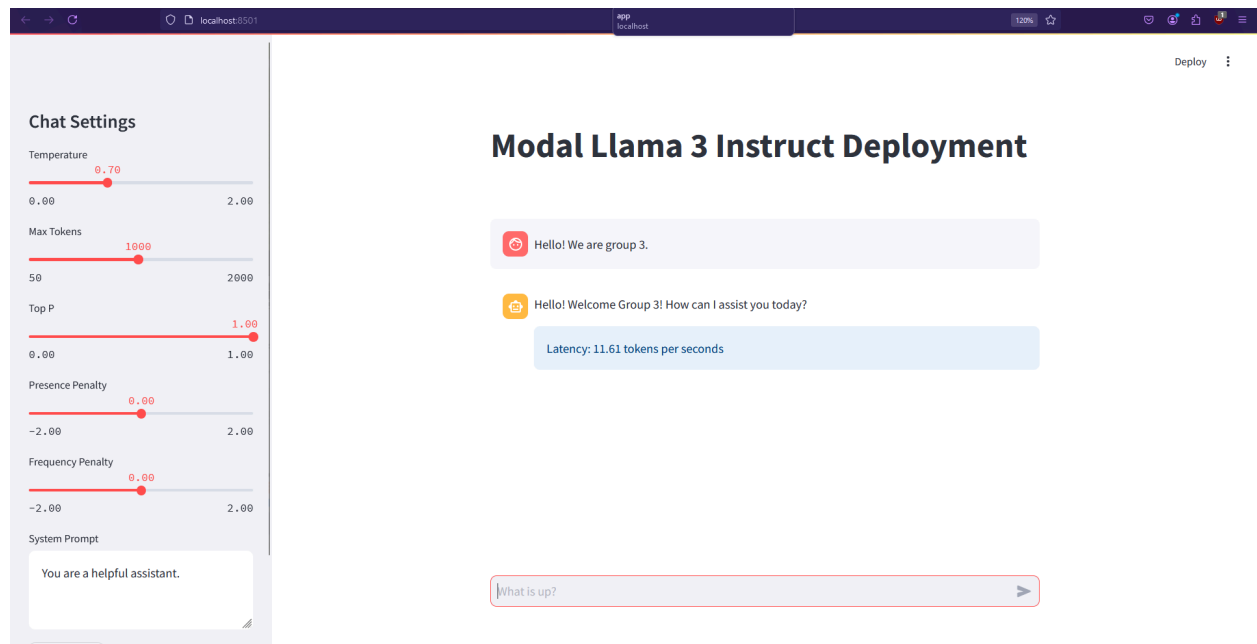 localhost:8501
app
localhost
120%
1
Deploy
Chat Settings
Temperature
0.70
0.00 2.00
Max Tokens
1000
50 2000
Top P
1.00
0.00 1.00
Presence Penalty
0.00
-2.00 2.00
Frequency Penalty
0.00
-2.00 2.00
System Prompt
You are a helpful assistant.
Modal Llama 3 Instruct Deployment
Hello! We are group 3.
Hello! Welcome Group 3! How can I assist you today?
Latency: 11.61 tokens per seconds
What is up?